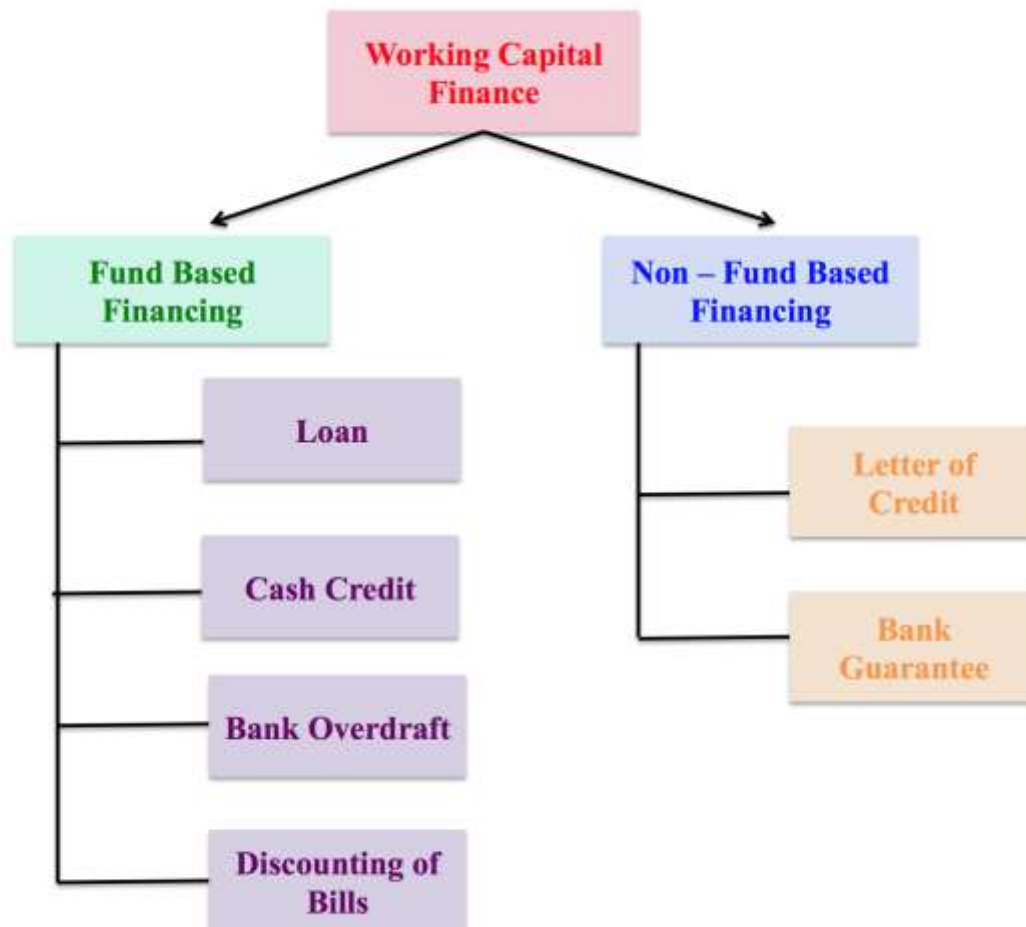 Working Capital
Finance
Fund Based
Financing
Non – Fund Based
Financing
Loan
Cash Credit
Bank Overdraft
Discounting of
Bills
Letter of
Credit
Bank
Guarantee